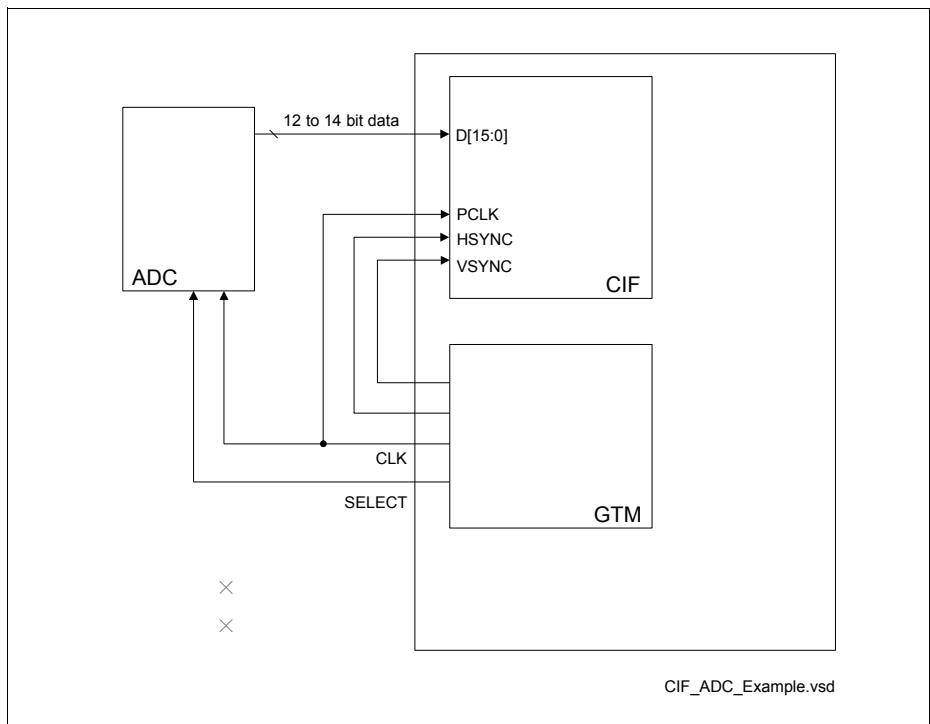 12 to 14 bit data
D[15:0]
PCLK
HSYNC
VSYNC
ADC
CIF
CLK
SELECT
GTM
CIF_ADC_Example.vsd